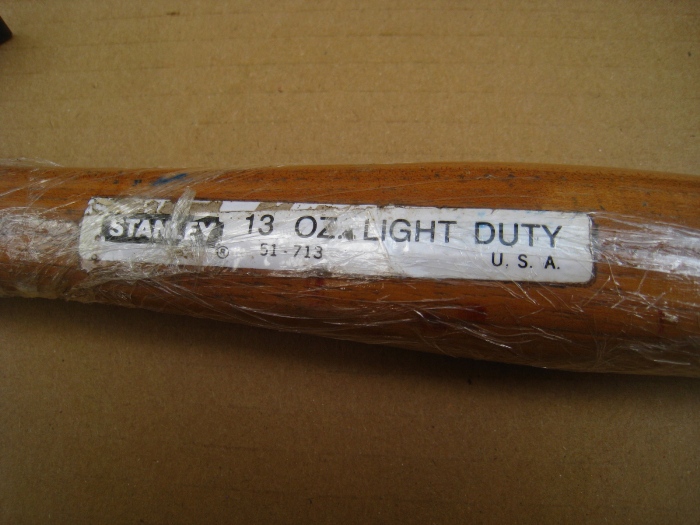 STANLEY 13 OZ. LIGHT DUTY
® 51-713 U. S. A.